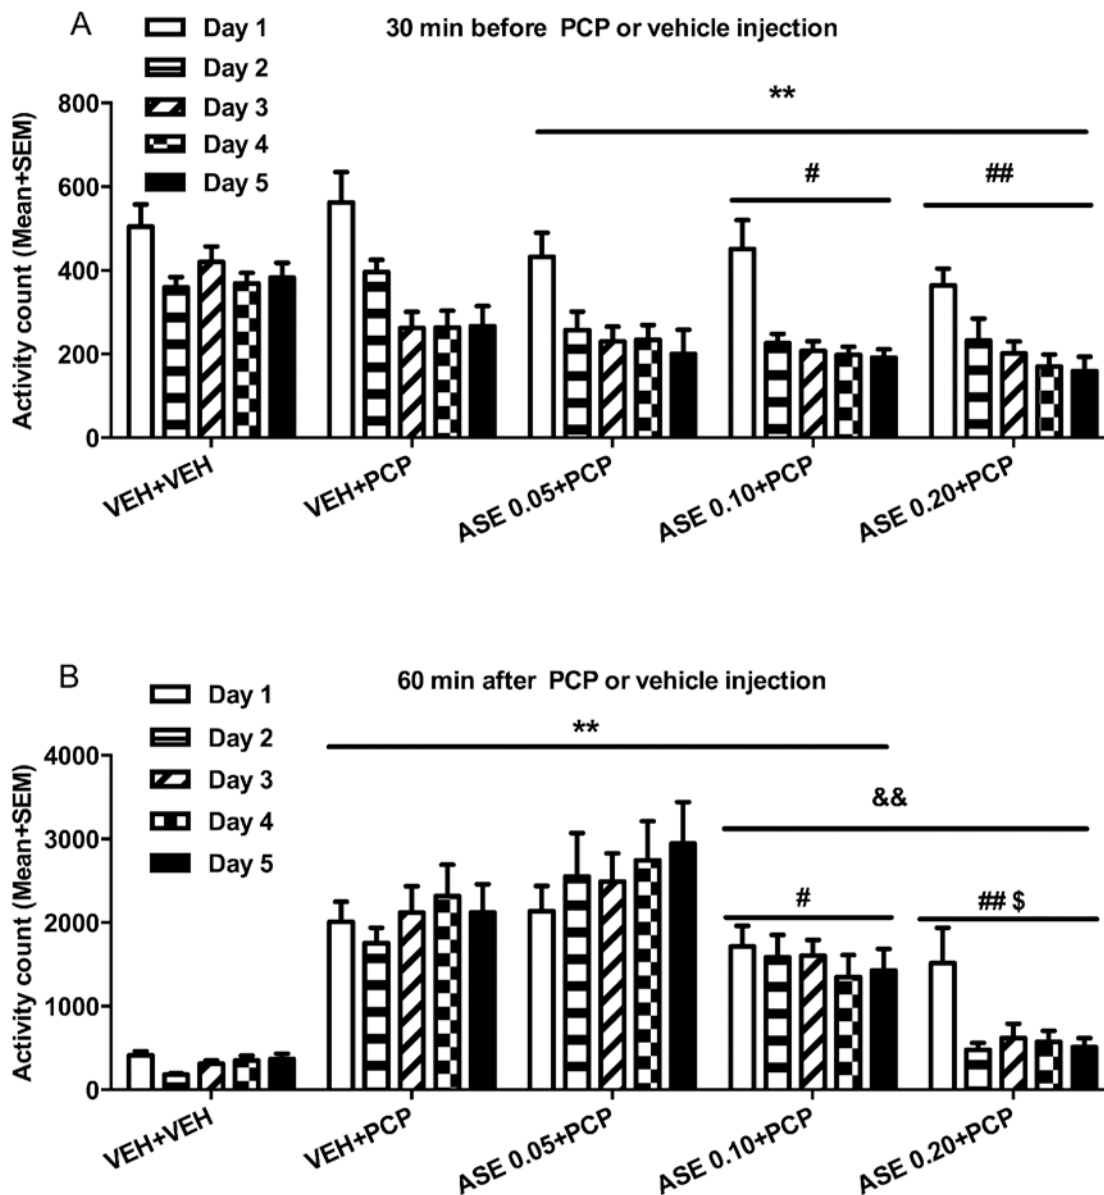 A
Day 1
30 min before PCP or vehicle injection
Day 2
Day 3
Day 4
Day 5
Activity count (Mean+SEM)
800
600
400
200
0
**
#
##
VEH+VEH
VEH+PCP
ASE 0.05+PCP
ASE 0.10+PCP
ASE 0.20+PCP
B
60 min after PCP or vehicle injection
Day 1
Day 2
Day 3
Day 4
Day 5
Activity count (Mean+SEM)
4000
3000
2000
1000
0
**
&&
#
## $
VEH+VEH
VEH+PCP
ASE 0.05+PCP
ASE 0.10+PCP
ASE 0.20+PCP